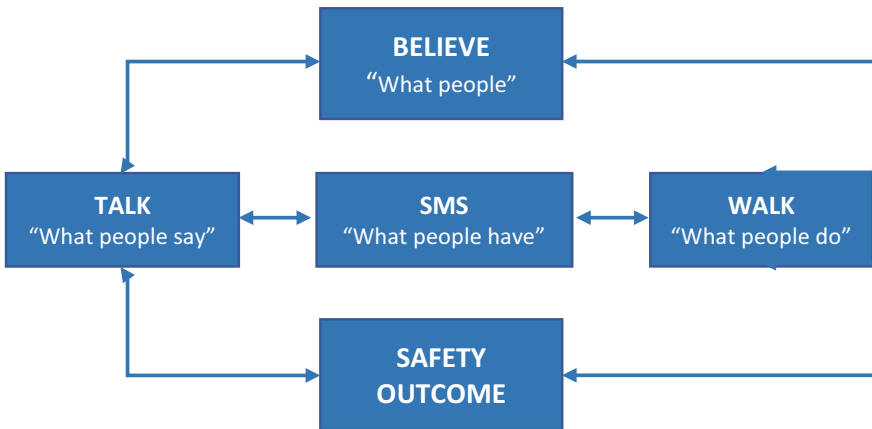 BELIEVE
“What people”
TALK
“What people say”
SMS
“What people have”
WALK
“What people do”
SAFETY
OUTCOME